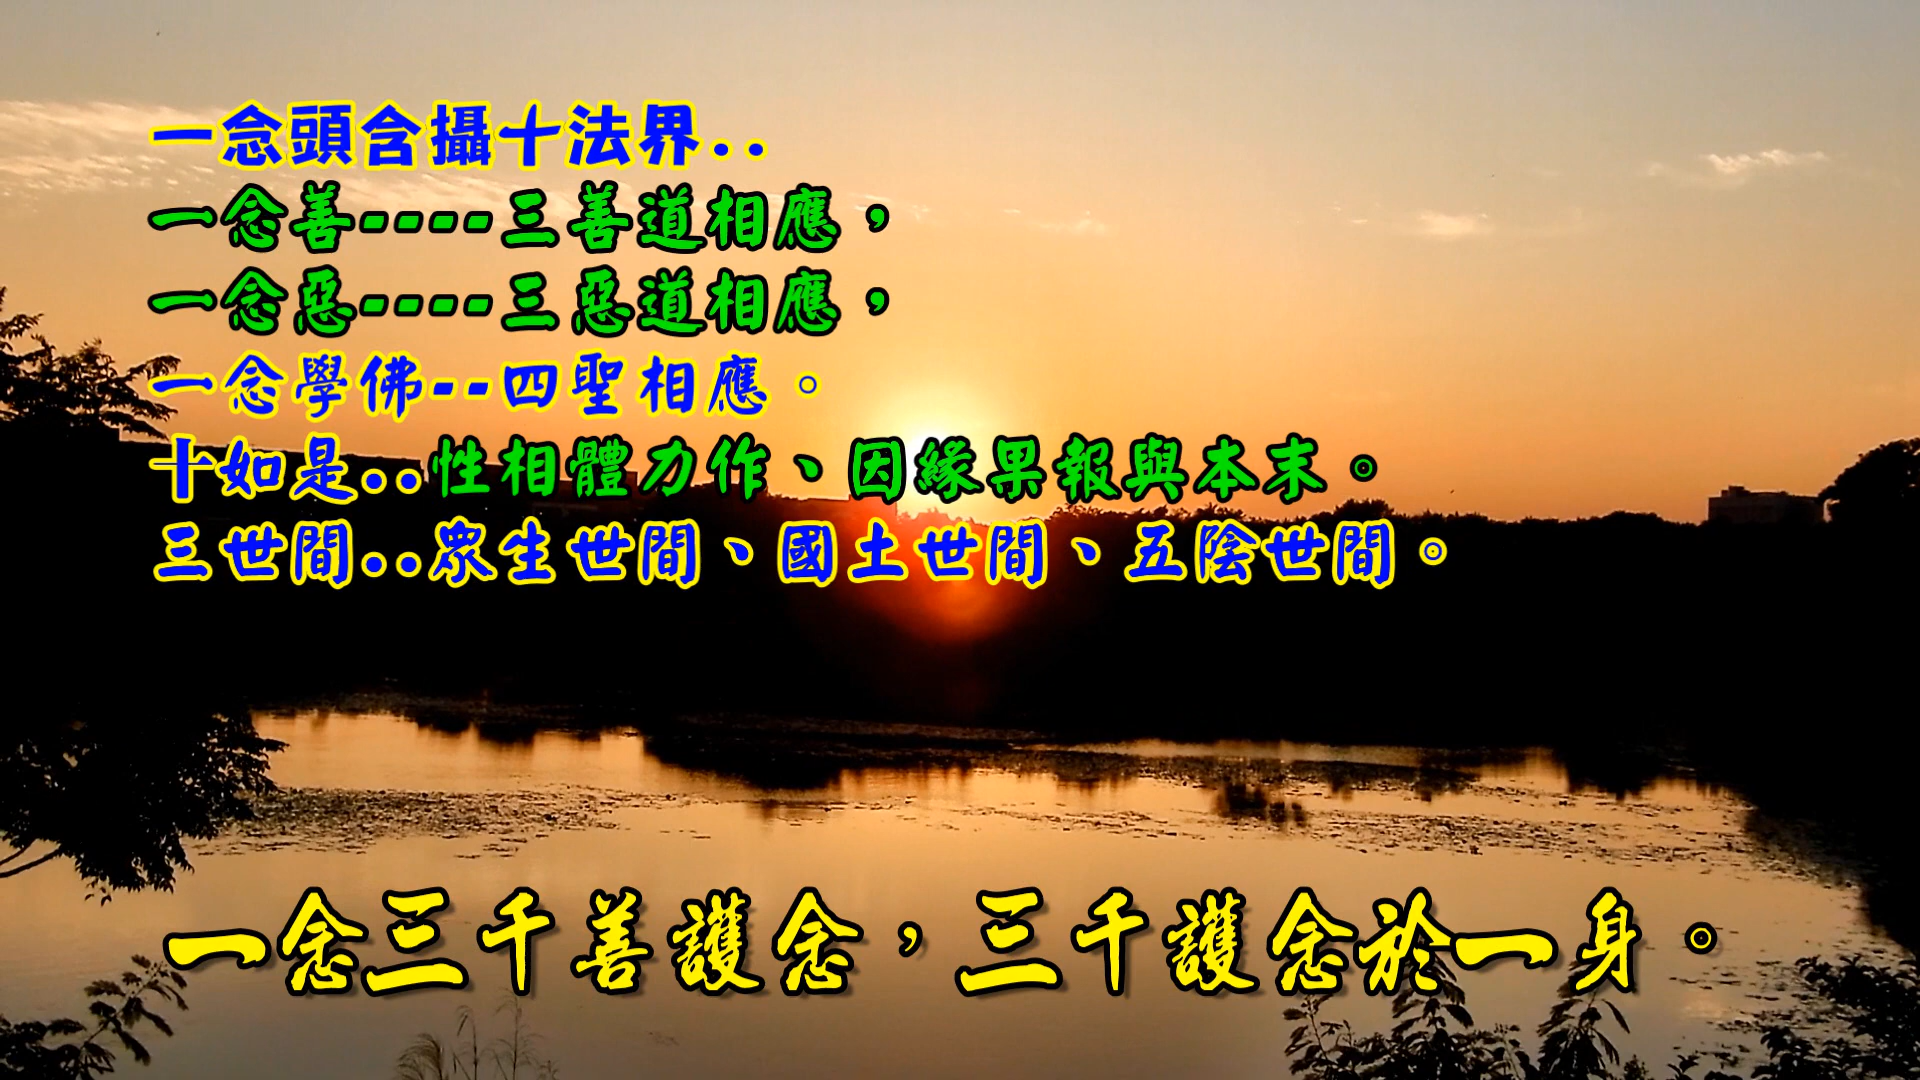 一念頭含攝十法界..
一念善----三善道相應，
一念惡----三惡道相應，
一念學佛--四聖相應。
十如是..性相體力作、因緣果報與本末。
三世間..眾生世間、國土世間、五陰世間。
一念三千善護念，三千護念於一身。